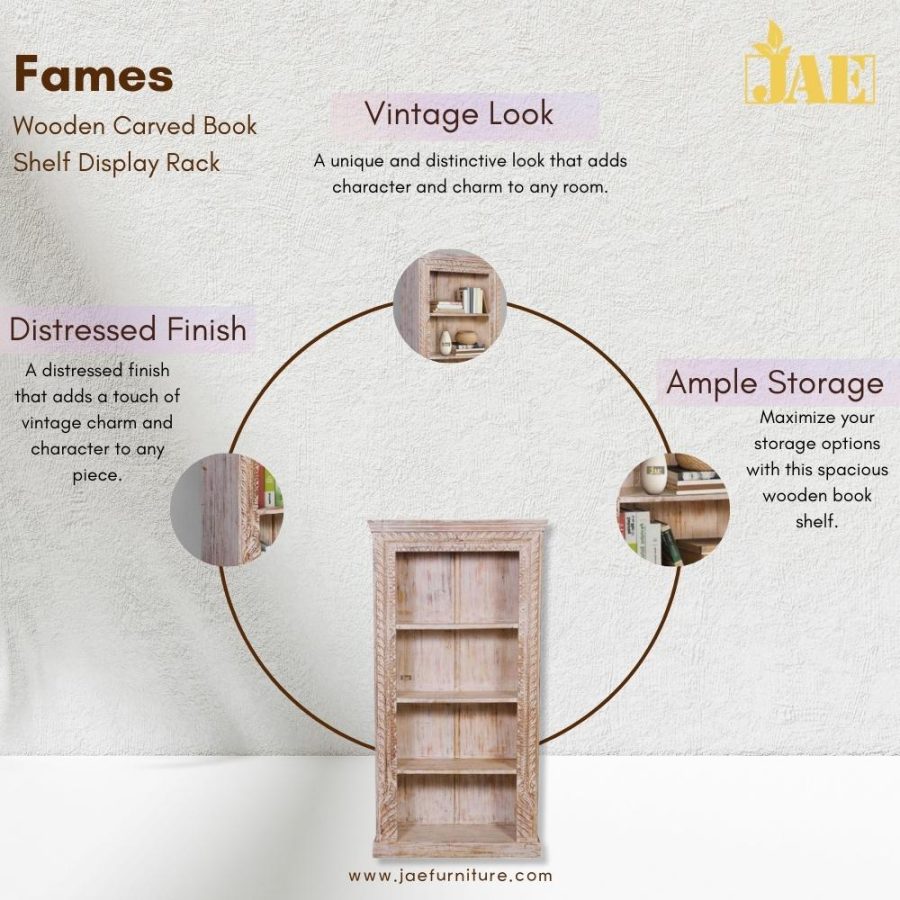 Fames
Wooden Carved Book
Shelf Display Rack
JAE
Vintage Look
A unique and distinctive look that adds
character and charm to any room.
Distressed Finish
A distressed finish
that adds a touch of
vintage charm and
character to any
piece.
Ample Storage
Maximize your
storage options
with this spacious
wooden book
shelf.
www.jaefurniture.com